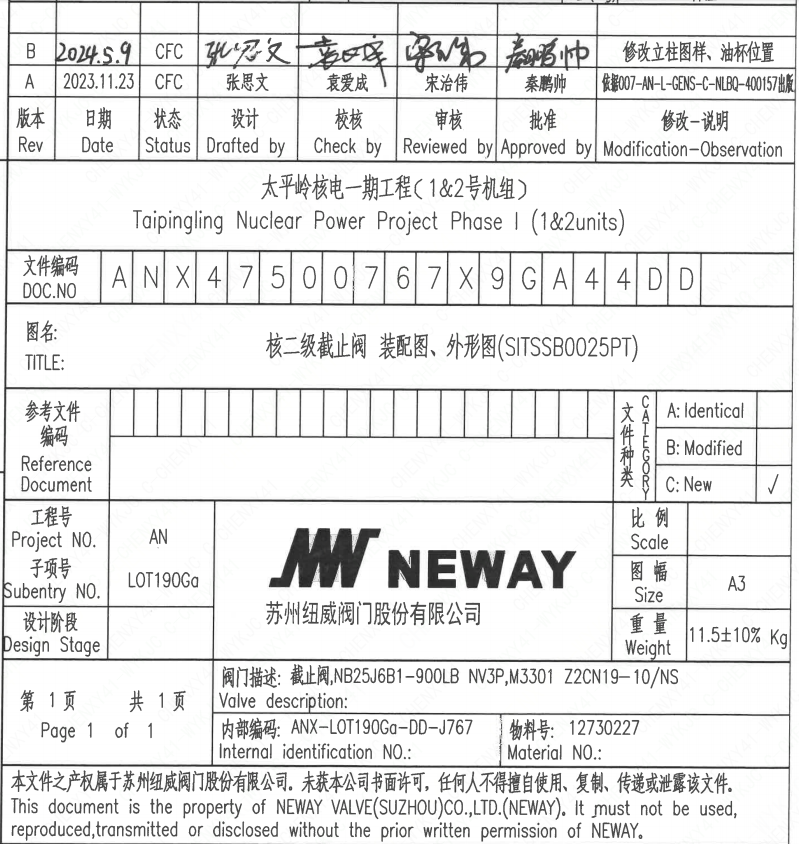 B 2024.5.9 CFC 修改立柱图样、油杯位置
A 2023.11.23 CFC 张思文 袁爱成 宋治伟 秦鹏帅 依据007-AN-L-GENS-C-NLBQ-400157出版
版本 日期 状态 设计 校核 审核 批准 修改-说明
Rev Date Status Drafted by Check by Reviewed by Approved by Modification-Observation
太平岭核电一期工程(1&2号机组)
Taipingling Nuclear Power Project Phase I (1&2units)
文件编码
DOC.NO
A N X 4 7 5 0 0 7 6 7 X 9 G A 4 4 D D
图名:
TITLE:
核二级截止阀 装配图、外形图(SITSSB0025PT)
参考文件
编码
Reference
Document
文件种类
CATEGORY
A: Identical
B: Modified
C: New √
工程号
Project NO.
AN
子项号
Subentry NO.
LOT190Ga
设计阶段
Design Stage
NEWAY
苏州纽威阀门股份有限公司
比 例
Scale
图 幅
Size
A3
重 量
Weight
11.5±10% Kg
第 1 页 共 1 页
Page 1 of 1
阀门描述: 截止阀,NB25J6B1-900LB NV3P,M3301 Z2CN19-10/NS
Valve description:
内部编码: ANX-LOT190Ga-DD-J767
Internal identification NO.:
物料号: 12730227
Material NO.:
本文件之产权属于苏州纽威阀门股份有限公司。未获本公司书面许可，任何人不得擅自使用、复制、传递或泄露该文件。
This document is the property of NEWAY VALVE(SUZHOU)CO.,LTD.(NEWAY). It must not be used,
reproduced,transmitted or disclosed without the prior written permission of NEWAY.